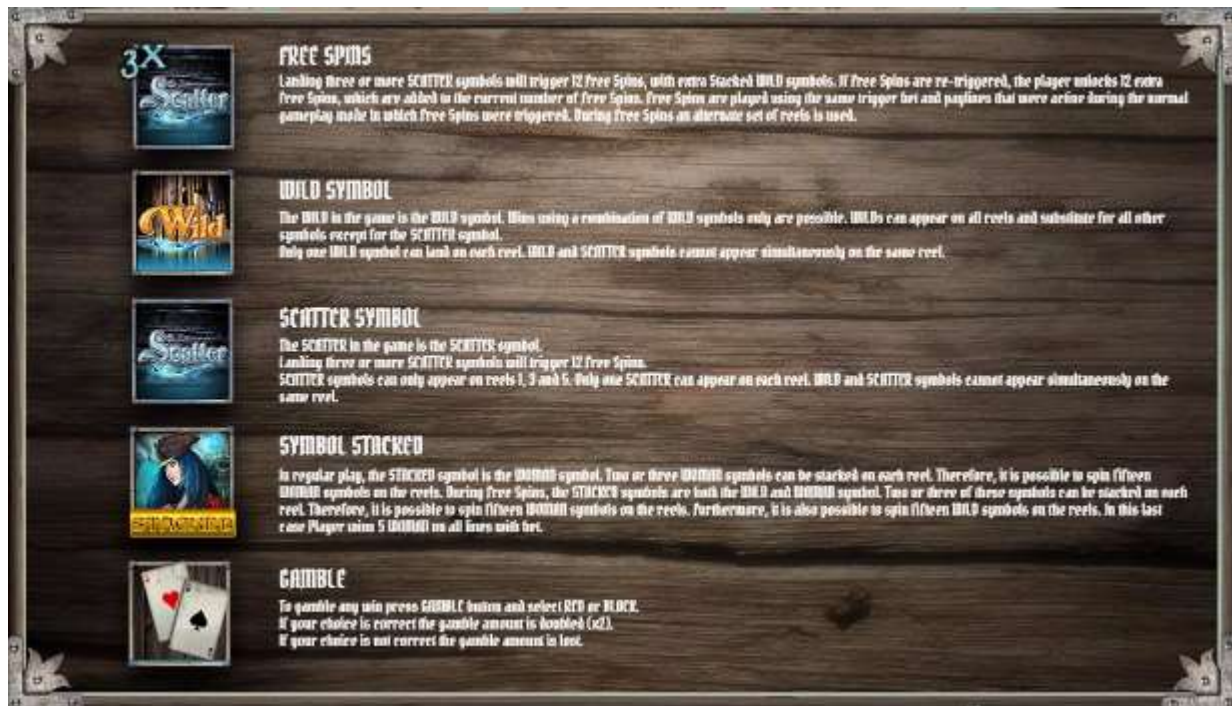 3X
Scatter
FREE SPINS
Landing three or more SCATTER symbols will trigger 12 Free Spins, with extra Stacked WILD symbols. If Free Spins are re-triggered, the player unlocks 12 extra
Free Spins, which are added to the current number of Free Spins. Free Spins are played using the same trigger bet and paylines that were active during the normal
gameplay mode in which Free Spins were triggered. During Free Spins an alternate set of reels is used.
Wild
WILD SYMBOL
The WILD in the game is the WILD symbol. Wins using a combination of WILD symbols only are possible. WILDs can appear on all reels and substitute for all other
symbols except for the SCATTER symbol.
Only one WILD symbol can land on each reel. WILD and SCATTER symbols cannot appear simultaneously on the same reel.
Scatter
SCATTER SYMBOL
The SCATTER in the game is the SCATTER symbol.
Landing three or more SCATTER symbols will trigger 12 Free Spins.
SCATTER symbols can only appear on reels 1, 3 and 5. Only one SCATTER can appear on each reel. WILD and SCATTER symbols cannot appear simultaneously on the
same reel.
SYMBOL STACKED
In regular play, the STACKED symbol is the WOMAN symbol. Two or three WOMAN symbols can be stacked on each reel. Therefore, it is possible to spin fifteen
WOMAN symbols on the reels. During Free Spins, the STACKED symbols are both the WILD and WOMAN symbol. Two or three of these symbols can be stacked on each
reel. Therefore, it is possible to spin fifteen WOMAN symbols on the reels. Furthermore, it is also possible to spin fifteen WILD symbols on the reels. In this last
case Player wins 5 WOMAN on all lines with bet.
GAMBLE
To gamble any win press GAMBLE button and select RED or BLACK.
If your choice is correct the gamble amount is doubled (x2).
If your choice is not correct the gamble amount is lost.